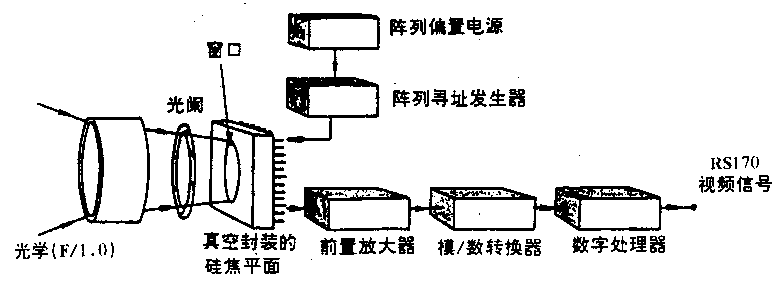 阵列偏置电源
窗口
光阑
阵列寻址发生器
RS170
视频信号
光学(F/1.0)
真空封装的
硅焦平面
前置放大器
模/数转换器
数字处理器